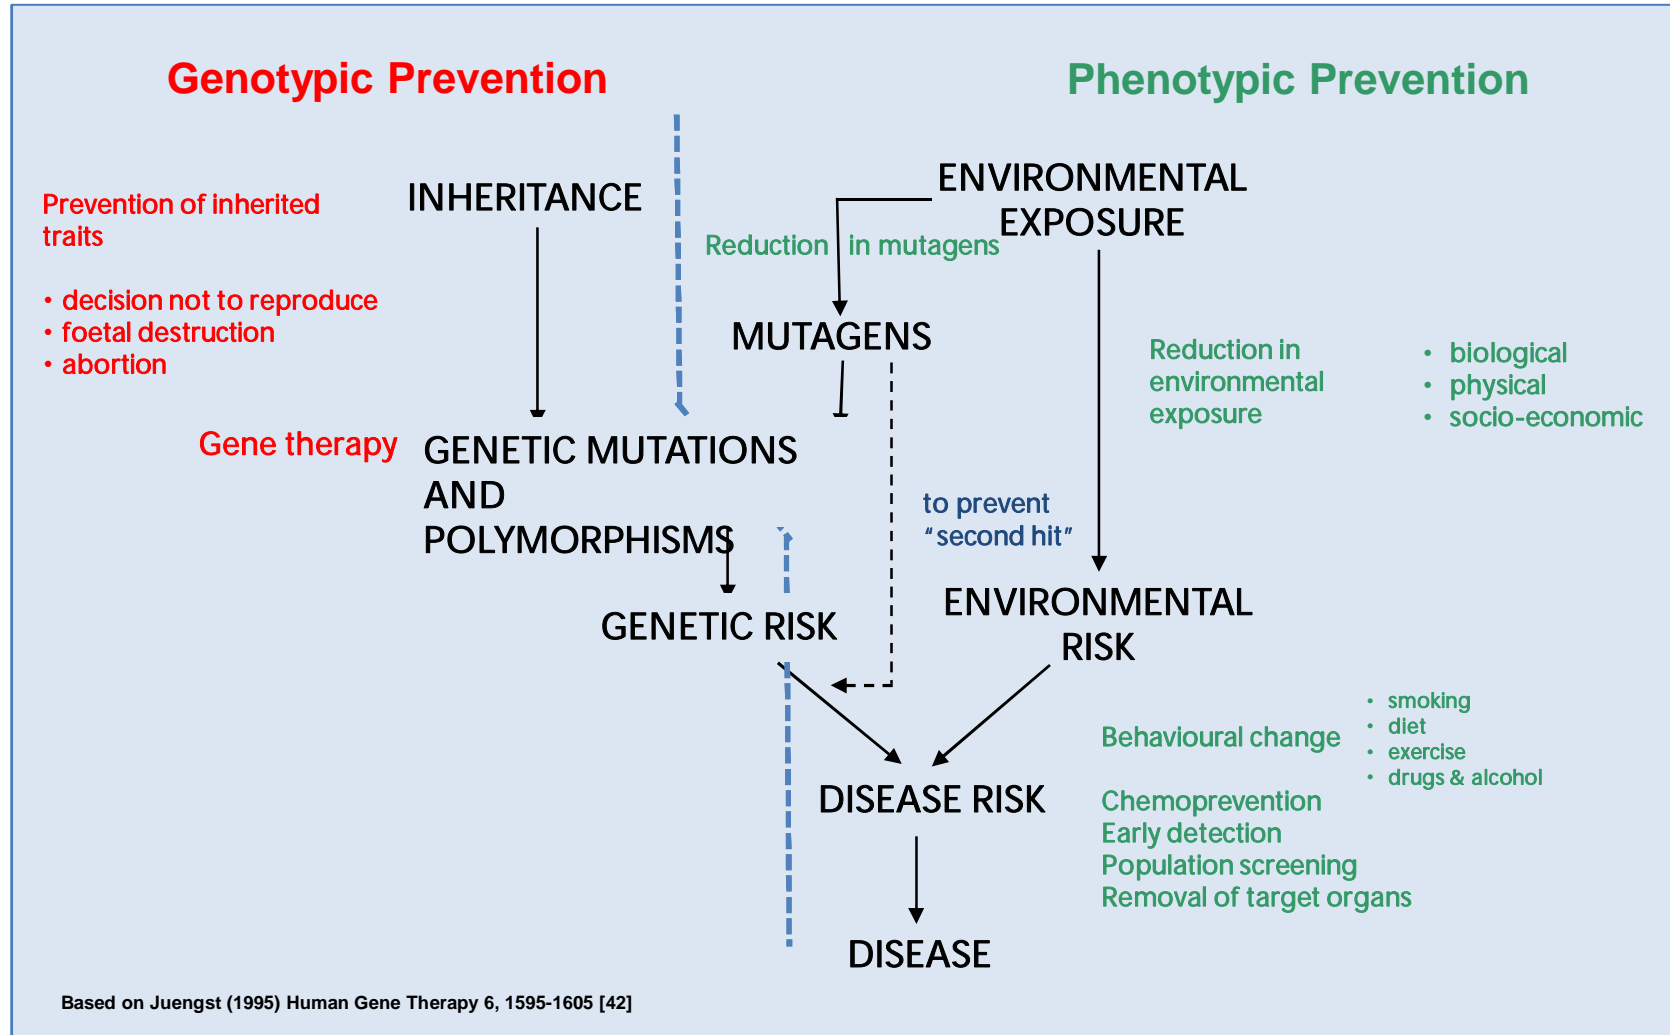 Genotypic Prevention
Phenotypic Prevention
INHERITANCE
ENVIRONMENTAL
EXPOSURE
Prevention of inherited
traits
• decision not to reproduce
• foetal destruction
• abortion
Reduction in mutagens
MUTAGENS
Reduction in
environmental
exposure
• biological
• physical
• socio-economic
Gene therapy
GENETIC MUTATIONS
AND
POLYMORPHISMS
to prevent
“second hit”
GENETIC RISK
ENVIRONMENTAL
RISK
Behavioural change
• smoking
• diet
• exercise
• drugs & alcohol
DISEASE RISK
Chemoprevention
Early detection
Population screening
Removal of target organs
DISEASE
Based on Juengst (1995) Human Gene Therapy 6, 1595-1605 [42]